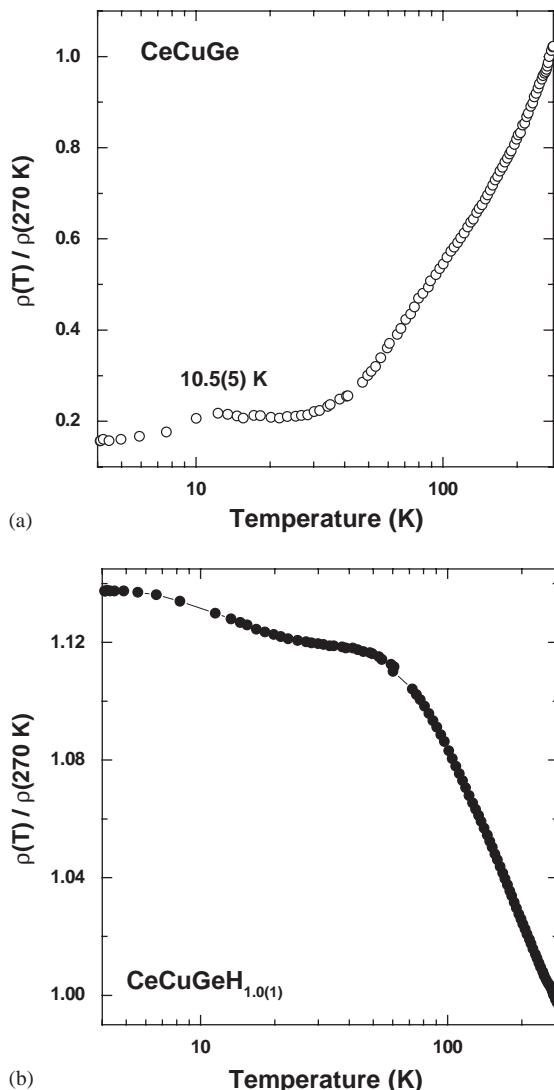 CeCuGe
1.0
0.8
0.6
0.4
0.2
ρ(T) / ρ(270 K)
10.5(5) K
10 100
(a) Temperature (K)
1.12
1.08
1.04
1.00
ρ(T) / ρ(270 K)
CeCuGeH1.0(1)
10 100
(b) Temperature (K)